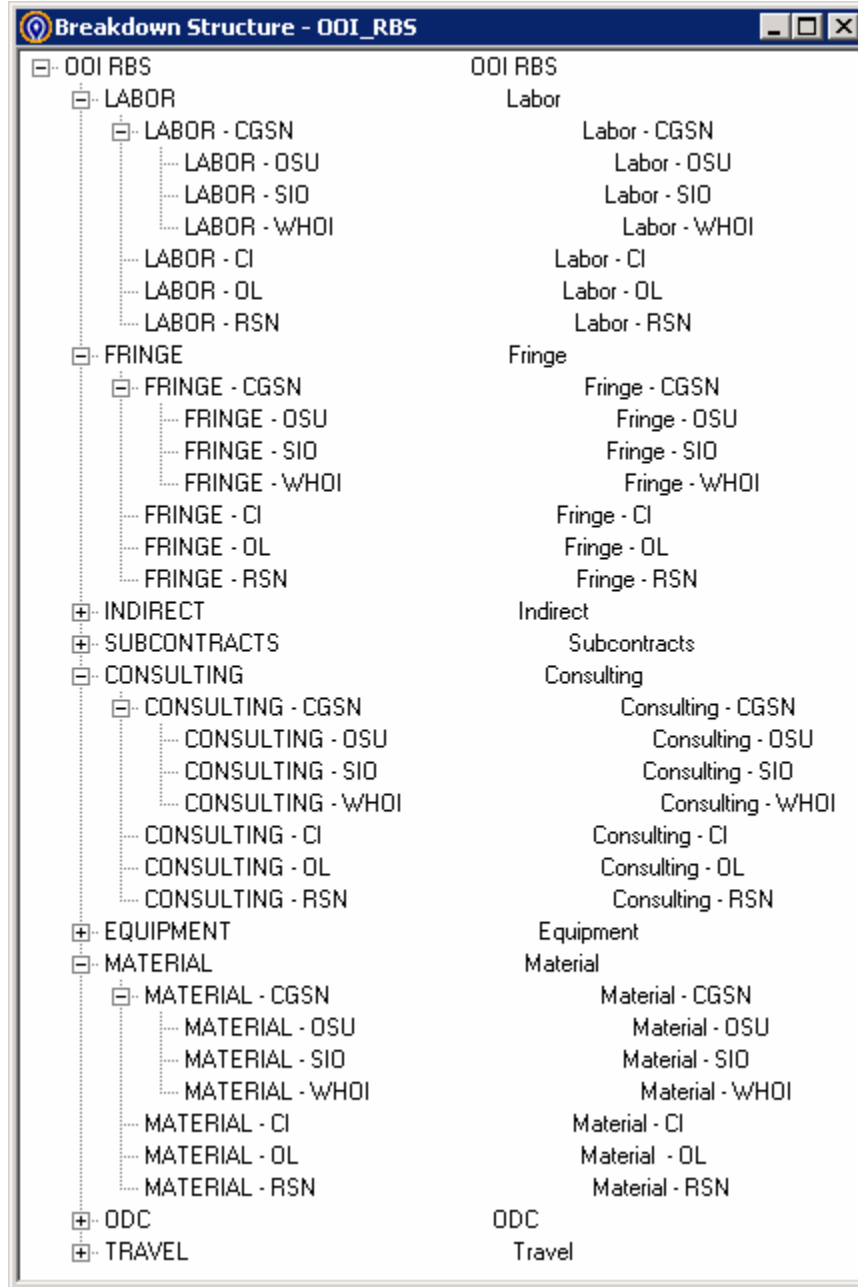 Breakdown Structure - OOI_RBS
OOI RBS OOI RBS
LABOR Labor
LABOR - CGSN Labor - CGSN
LABOR - OSU Labor - OSU
LABOR - SIO Labor - SIO
LABOR - WHOI Labor - WHOI
LABOR - CI Labor - CI
LABOR - OL Labor - OL
LABOR - RSN Labor - RSN
FRINGE Fringe
FRINGE - CGSN Fringe - CGSN
FRINGE - OSU Fringe - OSU
FRINGE - SIO Fringe - SIO
FRINGE - WHOI Fringe - WHOI
FRINGE - CI Fringe - CI
FRINGE - OL Fringe - OL
FRINGE - RSN Fringe - RSN
INDIRECT Indirect
SUBCONTRACTS Subcontracts
CONSULTING Consulting
CONSULTING - CGSN Consulting - CGSN
CONSULTING - OSU Consulting - OSU
CONSULTING - SIO Consulting - SIO
CONSULTING - WHOI Consulting - WHOI
CONSULTING - CI Consulting - CI
CONSULTING - OL Consulting - OL
CONSULTING - RSN Consulting - RSN
EQUIPMENT Equipment
MATERIAL Material
MATERIAL - CGSN Material - CGSN
MATERIAL - OSU Material - OSU
MATERIAL - SIO Material - SIO
MATERIAL - WHOI Material - WHOI
MATERIAL - CI Material - CI
MATERIAL - OL Material - OL
MATERIAL - RSN Material - RSN
ODC ODC
TRAVEL Travel